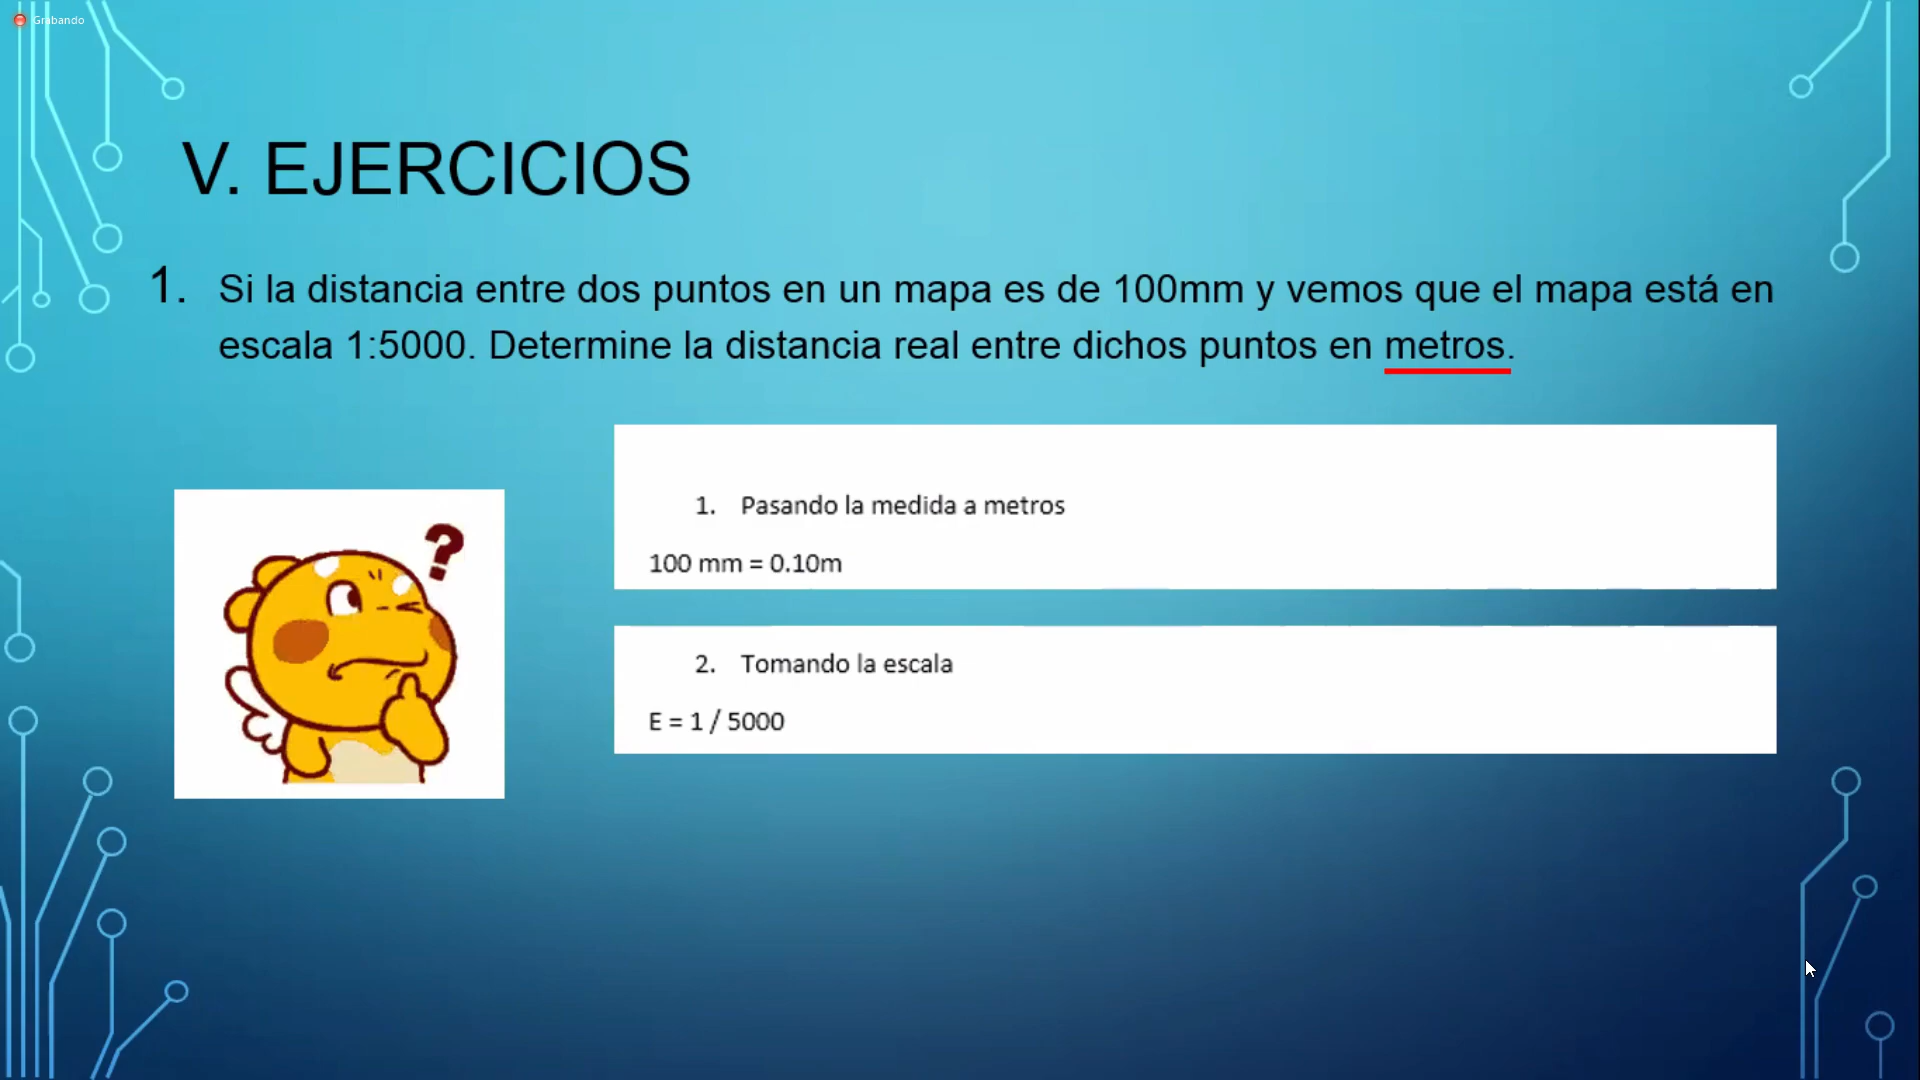 Grabando
V. EJERCICIOS
1. Si la distancia entre dos puntos en un mapa es de 100mm y vemos que el mapa está en
escala 1:5000. Determine la distancia real entre dichos puntos en metros.
?
1. Pasando la medida a metros
100 mm = 0.10m
2. Tomando la escala
E = 1 / 5000